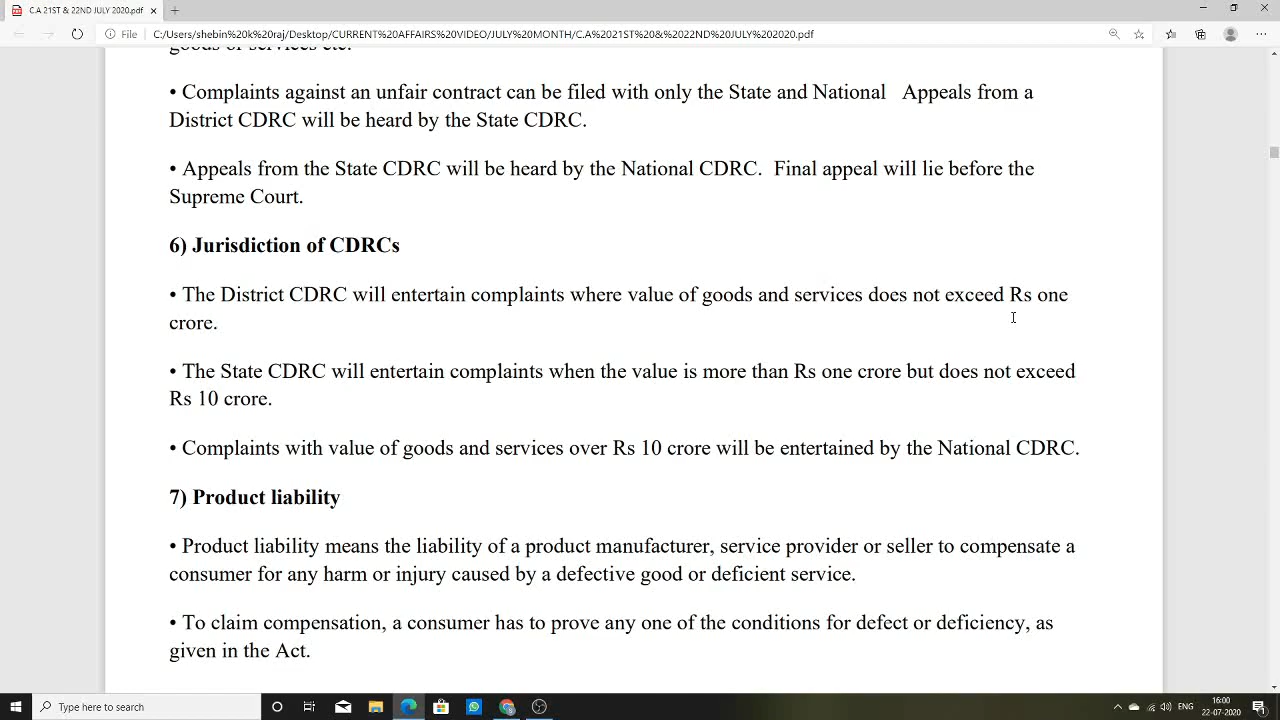 C.A 21ST & 22ND JULY 2020.pdf
File C:/Users/shebin%20k%20raj/Desktop/CURRENT%20AFFAIRS%20VIDEO/JULY%20MONTH/C.A%2021ST%20&%2022ND%20JULY%202020.pdf
goods or services etc.
• Complaints against an unfair contract can be filed with only the State and National Appeals from a
District CDRC will be heard by the State CDRC.
• Appeals from the State CDRC will be heard by the National CDRC. Final appeal will lie before the
Supreme Court.
6) Jurisdiction of CDRCs
• The District CDRC will entertain complaints where value of goods and services does not exceed Rs one
crore.
• The State CDRC will entertain complaints when the value is more than Rs one crore but does not exceed
Rs 10 crore.
• Complaints with value of goods and services over Rs 10 crore will be entertained by the National CDRC.
7) Product liability
• Product liability means the liability of a product manufacturer, service provider or seller to compensate a
consumer for any harm or injury caused by a defective good or deficient service.
• To claim compensation, a consumer has to prove any one of the conditions for defect or deficiency, as
given in the Act.
Type here to search
ENG
16:00
22-07-2020